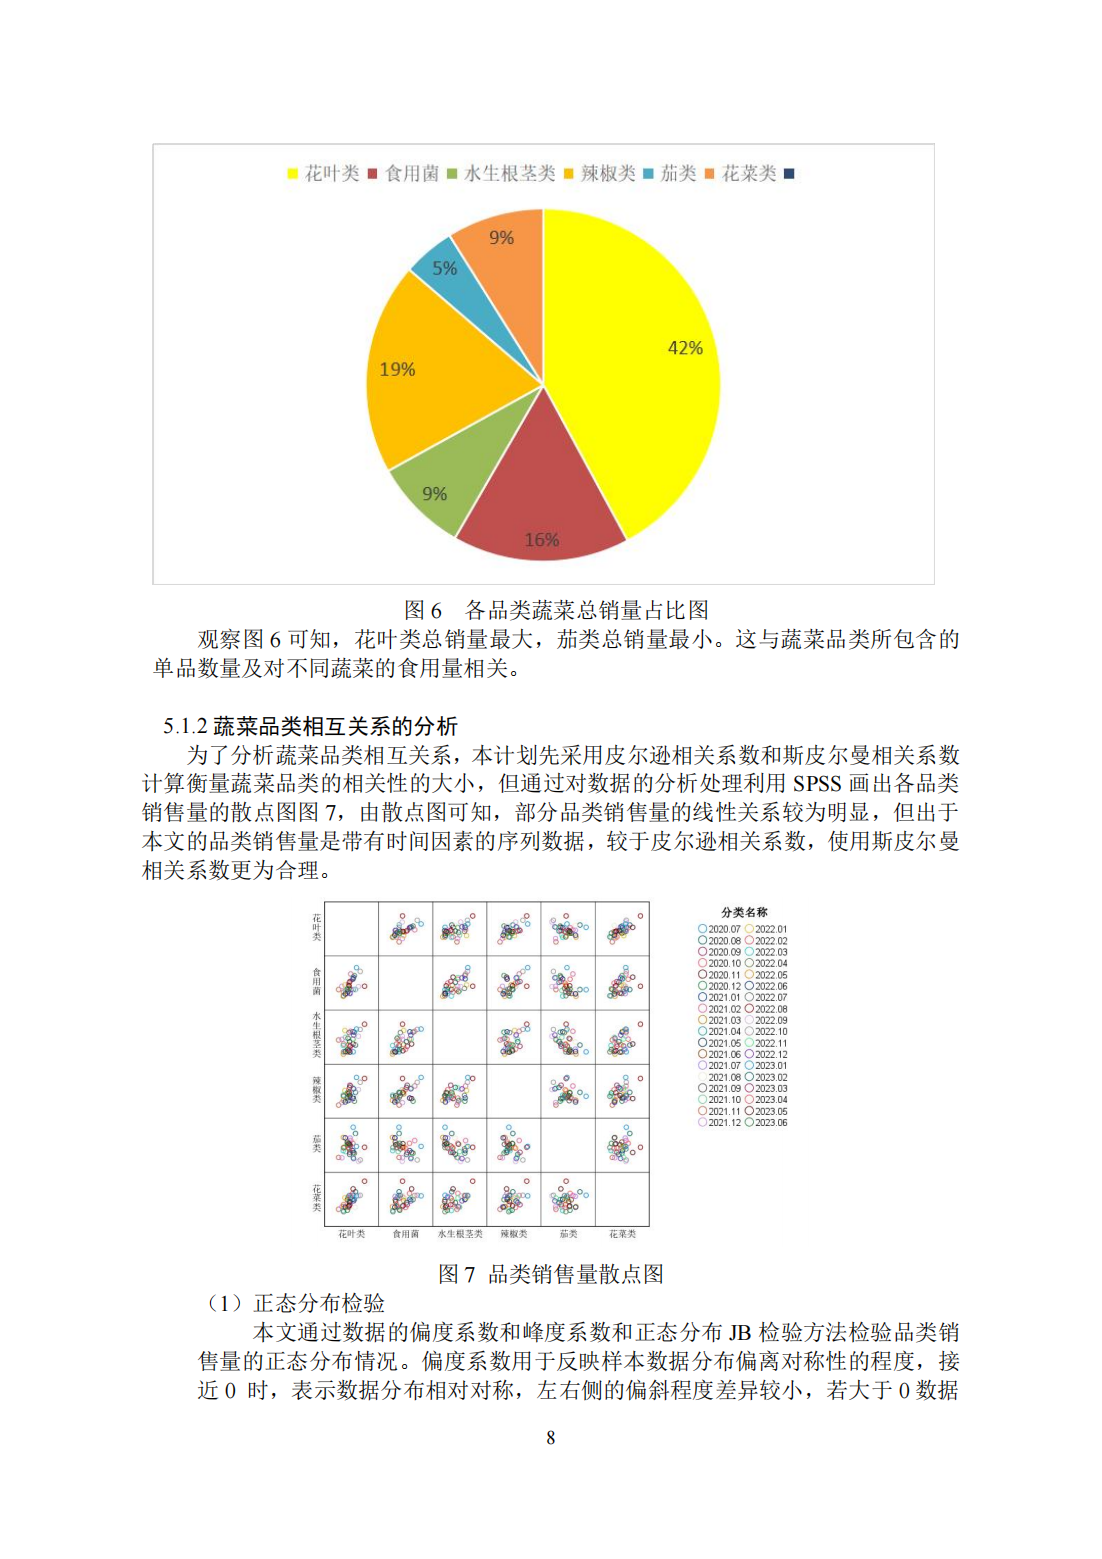 花叶类 食用菌 水生根茎类 辣椒类 茄类 花菜类
9%
5%
42%
19%
9%
16%
图 6 各品类蔬菜总销量占比图
观察图 6 可知，花叶类总销量最大，茄类总销量最小。这与蔬菜品类所包含的
单品数量及对不同蔬菜的食用量相关。
5.1.2 蔬菜品类相互关系的分析
为了分析蔬菜品类相互关系，本计划先采用皮尔逊相关系数和斯皮尔曼相关系数
计算衡量蔬菜品类的相关性的大小，但通过对数据的分析处理利用 SPSS 画出各品类
销售量的散点图图 7，由散点图可知，部分品类销售量的线性关系较为明显，但出于
本文的品类销售量是带有时间因素的序列数据，较于皮尔逊相关系数，使用斯皮尔曼
相关系数更为合理。
花叶类
食用菌
水生根茎类
辣椒类
茄类
花菜类
花叶类 食用菌 水生根茎类 辣椒类 茄类 花菜类
分类名称
2020.07 2022.01
2020.08 2022.02
2020.09 2022.03
2020.10 2022.04
2020.11 2022.05
2020.12 2022.06
2021.01 2022.07
2021.02 2022.08
2021.03 2022.09
2021.04 2022.10
2021.05 2022.11
2021.06 2022.12
2021.07 2023.01
2021.08 2023.02
2021.09 2023.03
2021.10 2023.04
2021.11 2023.05
2021.12 2023.06
图 7 品类销售量散点图
（1）正态分布检验
本文通过数据的偏度系数和峰度系数和正态分布 JB 检验方法检验品类销
售量的正态分布情况。偏度系数用于反映样本数据分布偏离对称性的程度，接
近 0 时，表示数据分布相对对称，左右侧的偏斜程度差异较小，若大于 0 数据
8